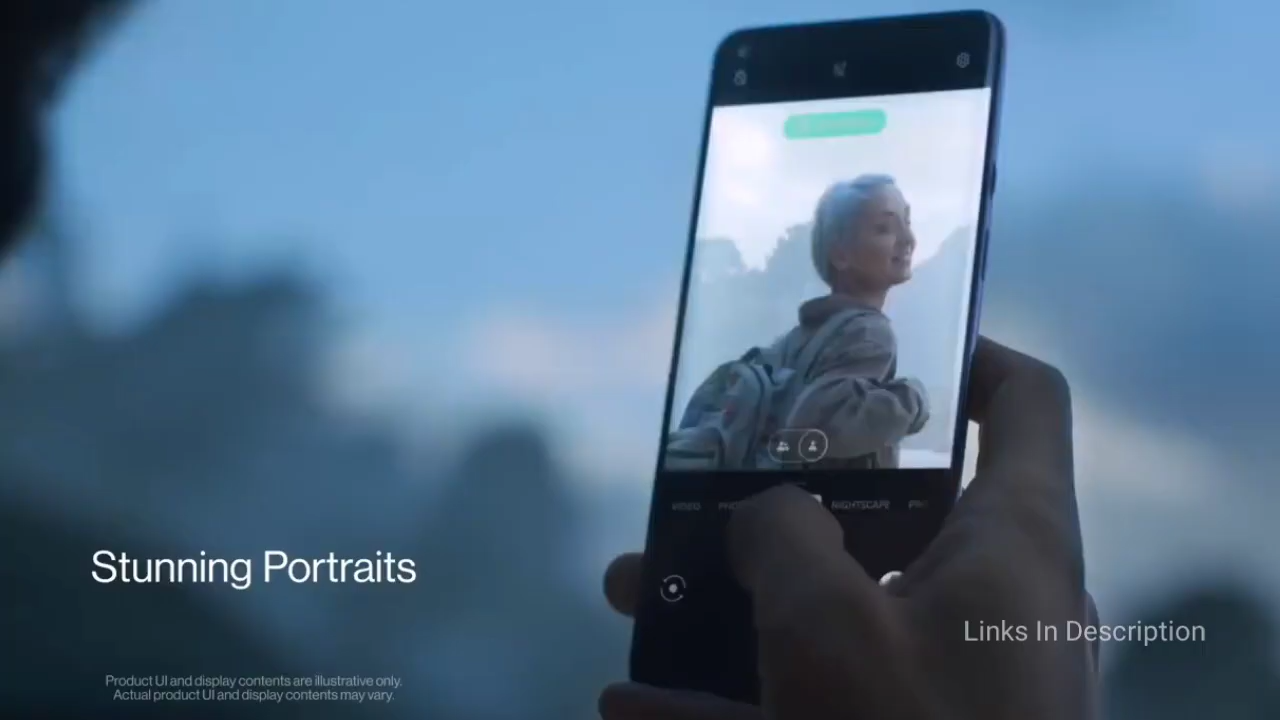 VIDEO
NIGHTSCAPE
Stunning Portraits
Links In Description
Product UI and display contents are illustrative only.
Actual product UI and display contents may vary.